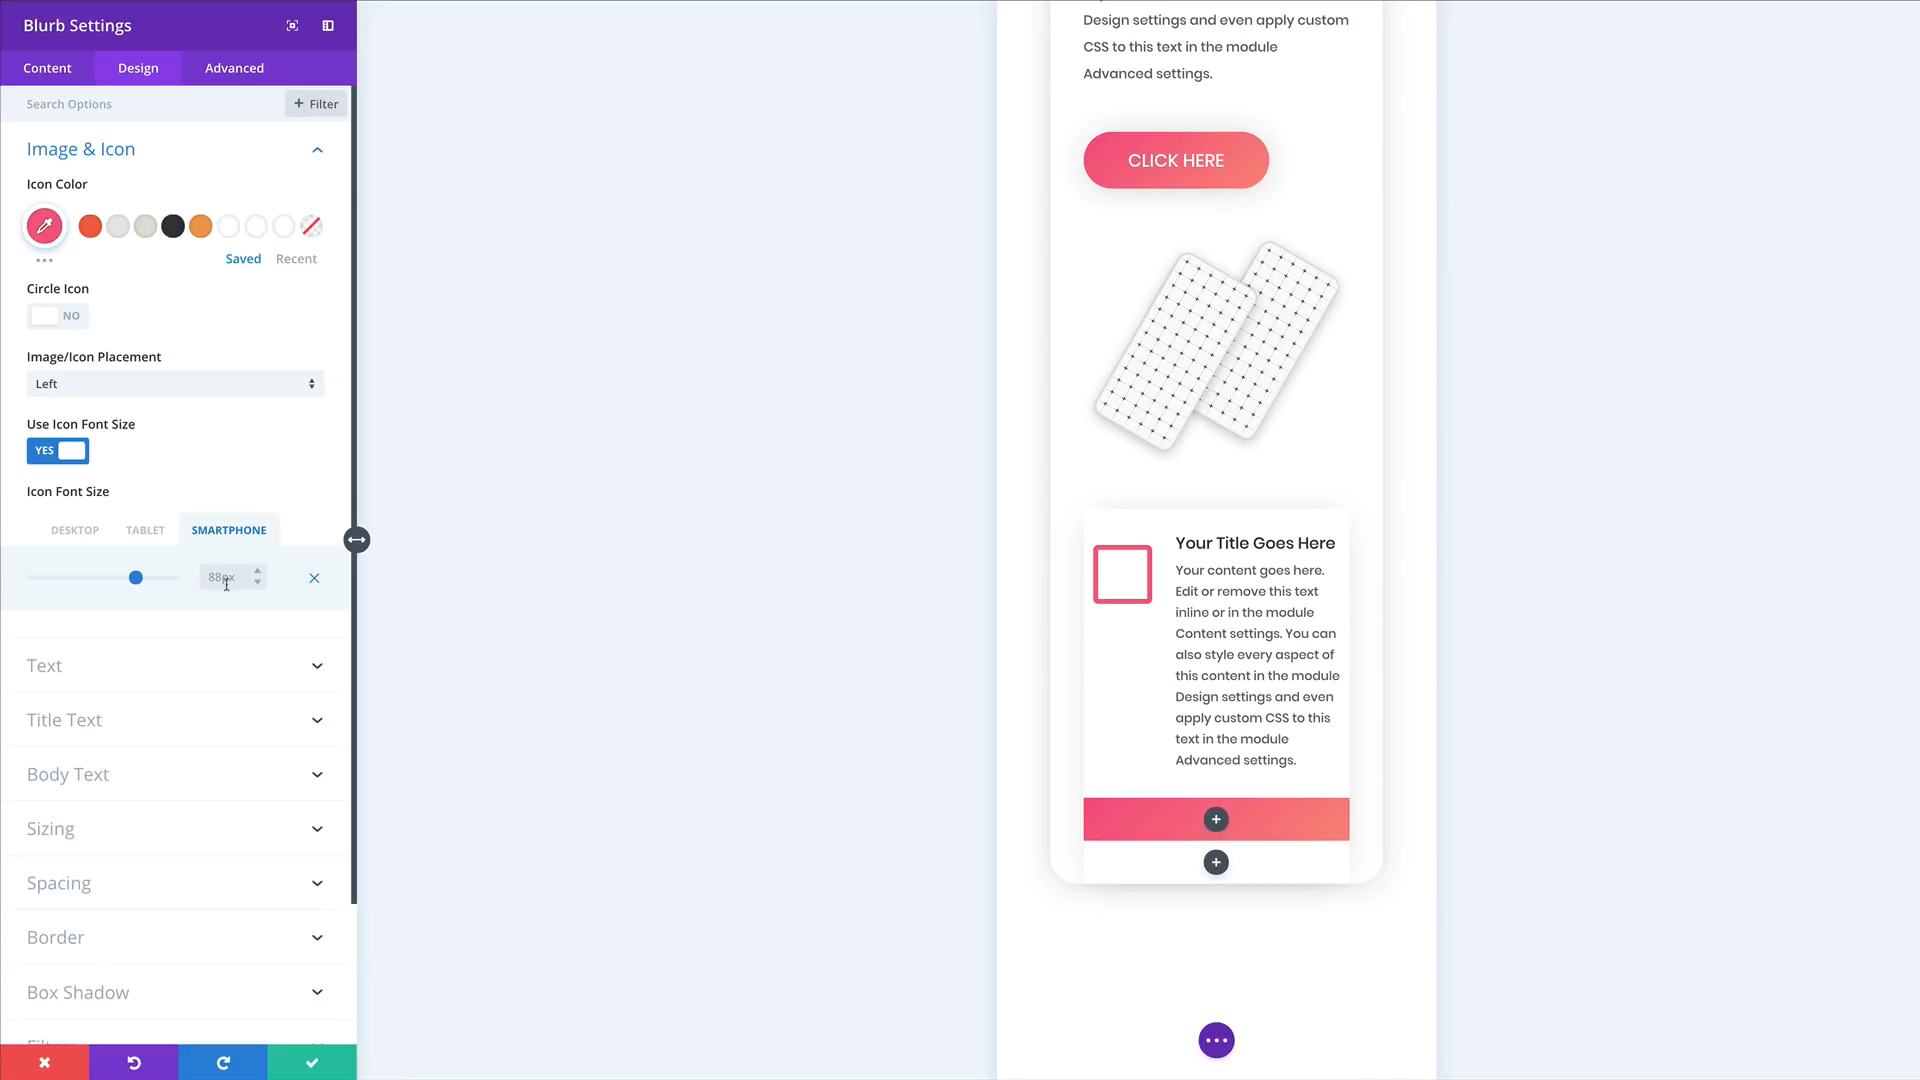 Blurb Settings
Content
Design
Advanced
Search Options
+ Filter
Image & Icon
Icon Color
Saved
Recent
Circle Icon
NO
Image/Icon Placement
Left
Use Icon Font Size
YES
Icon Font Size
DESKTOP
TABLET
SMARTPHONE
88px
Text
Title Text
Body Text
Sizing
Spacing
Border
Box Shadow
Filters
Design settings and even apply custom
CSS to this text in the module
Advanced settings.
CLICK HERE
Your Title Goes Here
Your content goes here.
Edit or remove this text
inline or in the module
Content settings. You can
also style every aspect of
this content in the module
Design settings and even
apply custom CSS to this
text in the module
Advanced settings.